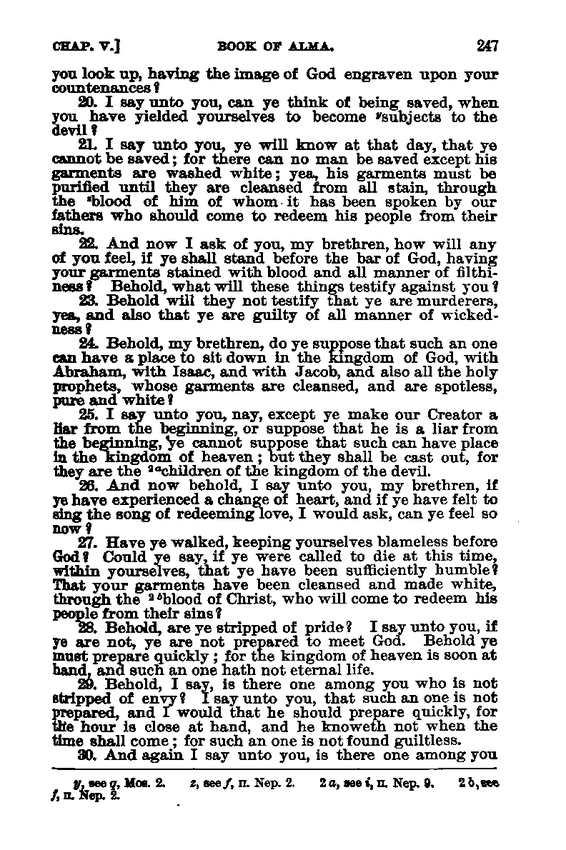 CHAP. V.] BOOK OF ALMA. 247
you look up, having the image of God engraven upon your
countenances?
20. I say unto you, can ye think of being saved, when
you have yielded yourselves to become ʸsubjects to the
devil?
21. I say unto you, ye will know at that day, that ye
cannot be saved; for there can no man be saved except his
garments are washed white; yea, his garments must be
purified until they are cleansed from all stain, through
the ᶻblood of him of whom it has been spoken by our
fathers who should come to redeem his people from their
sins.
22. And now I ask of you, my brethren, how will any
of you feel, if ye shall stand before the bar of God, having
your garments stained with blood and all manner of filthi-
ness? Behold, what will these things testify against you?
23. Behold will they not testify that ye are murderers,
yea, and also that ye are guilty of all manner of wicked-
ness?
24. Behold, my brethren, do ye suppose that such an one
can have a place to sit down in the kingdom of God, with
Abraham, with Isaac, and with Jacob, and also all the holy
prophets, whose garments are cleansed, and are spotless,
pure and white?
25. I say unto you, nay, except ye make our Creator a
liar from the beginning, or suppose that he is a liar from
the beginning, ye cannot suppose that such can have place
in the kingdom of heaven; but they shall be cast out, for
they are the ²ᵃchildren of the kingdom of the devil.
26. And now behold, I say unto you, my brethren, if
ye have experienced a change of heart, and if ye have felt to
sing the song of redeeming love, I would ask, can ye feel so
now?
27. Have ye walked, keeping yourselves blameless before
God? Could ye say, if ye were called to die at this time,
within yourselves, that ye have been sufficiently humble?
That your garments have been cleansed and made white,
through the ²ᵇblood of Christ, who will come to redeem his
people from their sins?
28. Behold, are ye stripped of pride? I say unto you, if
ye are not, ye are not prepared to meet God. Behold ye
must prepare quickly; for the kingdom of heaven is soon at
hand, and such an one hath not eternal life.
29. Behold, I say, is there one among you who is not
stripped of envy? I say unto you, that such an one is not
prepared, and I would that he should prepare quickly, for
the hour is close at hand, and he knoweth not when the
time shall come; for such an one is not found guiltless.
30. And again I say unto you, is there one among you
y, see q, Mos. 2. z, see f, II. Nep. 2. 2a, see i, II. Nep. 9. 2b, see
f, II. Nep. 2.